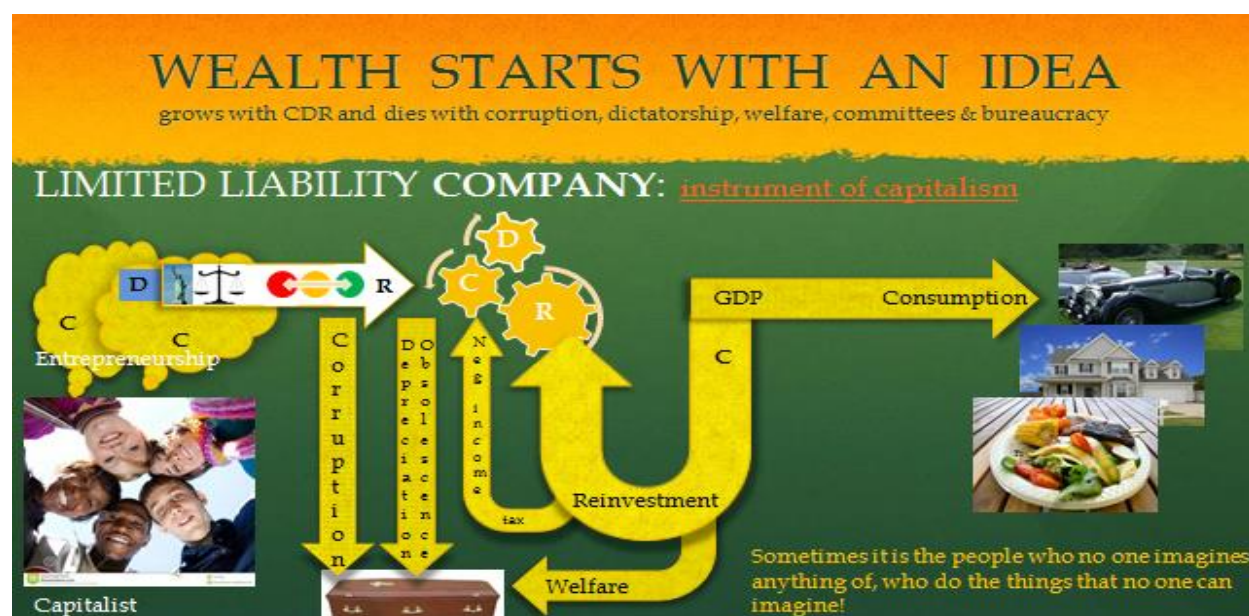 WEALTH STARTS WITH AN IDEA
grows with CDR and dies with corruption, dictatorship, welfare, committees & bureaucracy
LIMITED LIABILITY COMPANY: instrument of capitalism
D
R
C
C
Entrepreneurship
D
C
R
GDP
Consumption
C
Corruption
Depreciation
Obsolescence
Neg income
tax
Reinvestment
Welfare
Capitalist
Sometimes it is the people who no one imagines
anything of, who do the things that no one can
imagine!